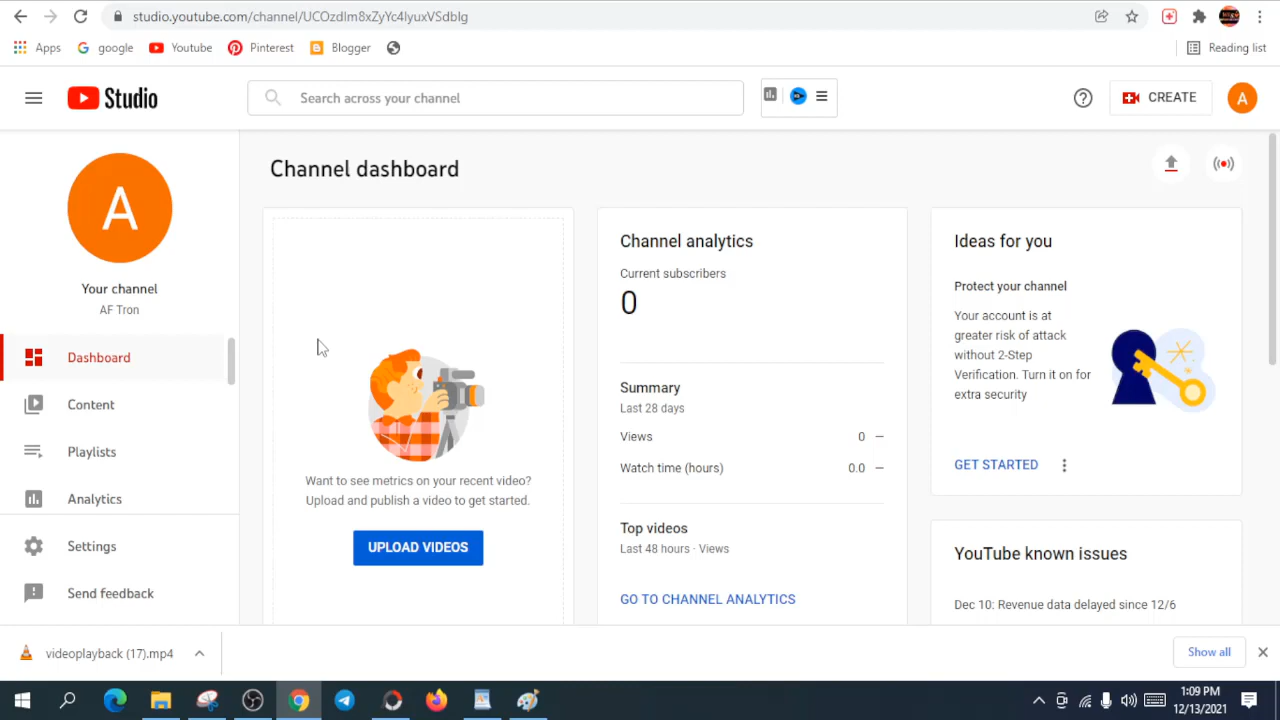 studio.youtube.com/channel/UCOzdIm8xZyYc4IyuxVSdbIg
Apps google Youtube Pinterest Blogger Reading list
Studio Search across your channel CREATE A
A
Your channel
AF Tron
Dashboard
Content
Playlists
Analytics
Settings
Send feedback
Channel dashboard
Want to see metrics on your recent video?
Upload and publish a video to get started.
UPLOAD VIDEOS
Channel analytics
Current subscribers
0
Summary
Last 28 days
Views 0 —
Watch time (hours) 0.0 —
Top videos
Last 48 hours · Views
GO TO CHANNEL ANALYTICS
Ideas for you
Protect your channel
Your account is at
greater risk of attack
without 2-Step
Verification. Turn it on for
extra security
GET STARTED
YouTube known issues
Dec 10: Revenue data delayed since 12/6
videoplayback (17).mp4 Show all
1:09 PM
12/13/2021